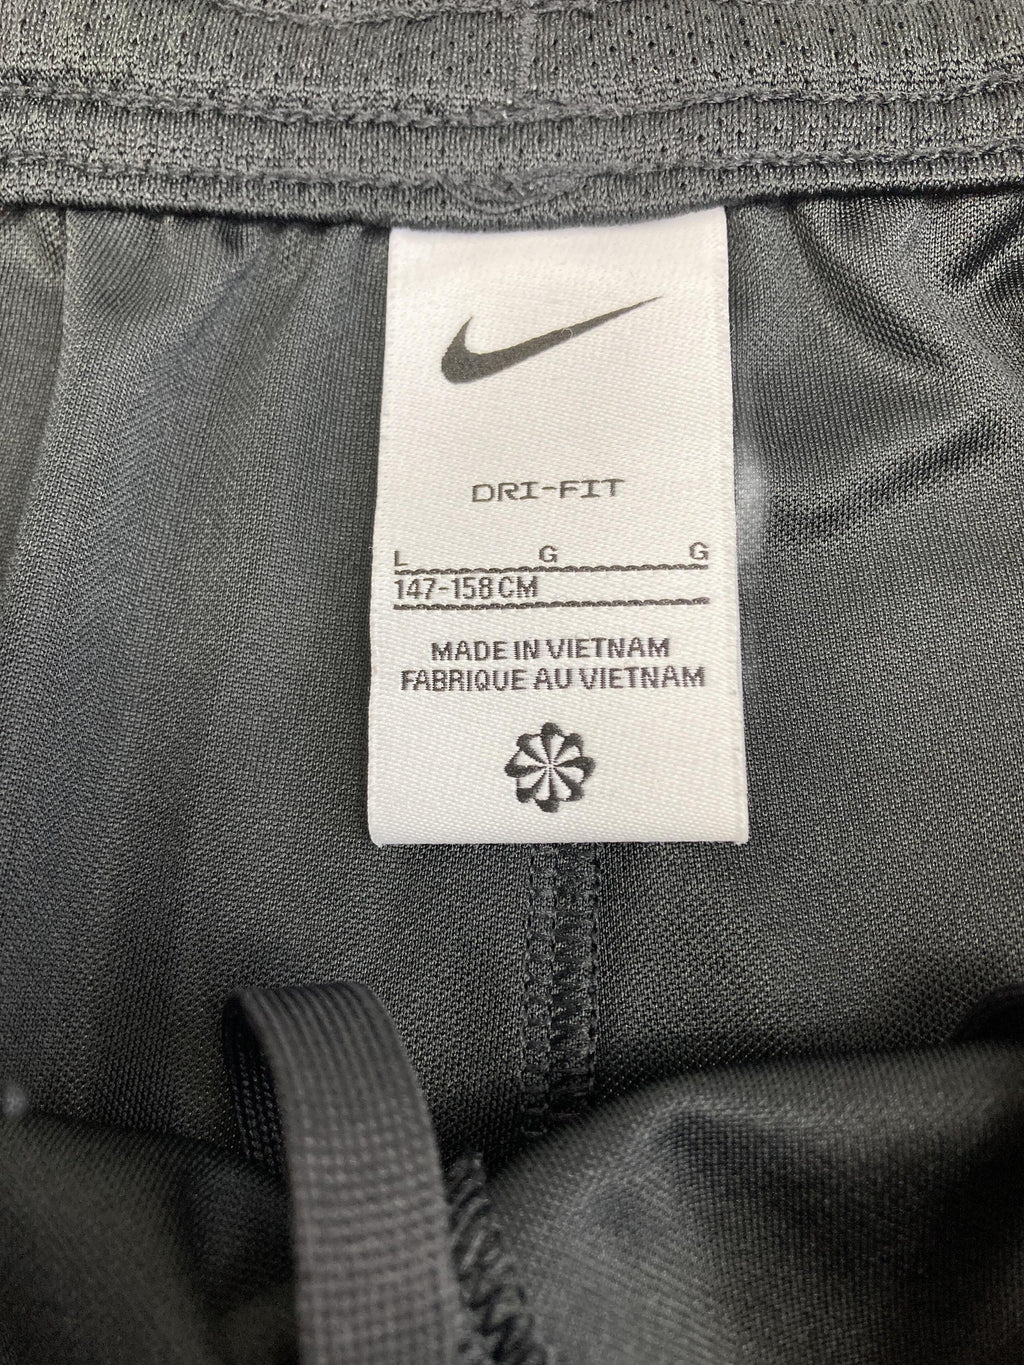 DRI-FIT
L G G
147-158 CM
MADE IN VIETNAM
FABRIQUE AU VIETNAM